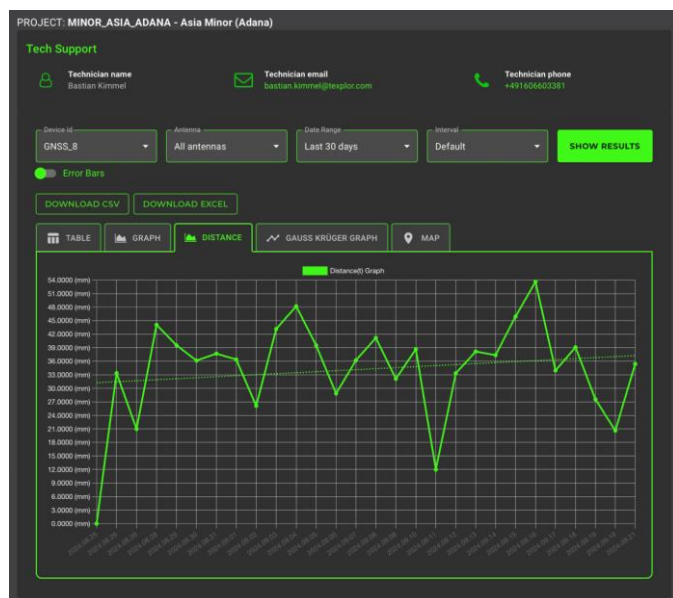 PROJECT: MINOR_ASIA_ADANA - Asia Minor (Adana)
Tech Support
Technician name
Bastian Kimmel
Technician email
bastian.kimmel@texplor.com
Technician phone
+491606603381
Device Id
GNSS_8
Antenna
All antennas
Date Range
Last 30 days
Interval
Default
SHOW RESULTS
Error Bars
DOWNLOAD CSV
DOWNLOAD EXCEL
TABLE
GRAPH
DISTANCE
GAUSS KRÜGER GRAPH
MAP
Distance(t) Graph
54.0000 (mm)
51.0000 (mm)
48.0000 (mm)
45.0000 (mm)
42.0000 (mm)
39.0000 (mm)
36.0000 (mm)
33.0000 (mm)
30.0000 (mm)
27.0000 (mm)
24.0000 (mm)
21.0000 (mm)
18.0000 (mm)
15.0000 (mm)
12.0000 (mm)
9.0000 (mm)
6.0000 (mm)
3.0000 (mm)
0.0000 (mm)